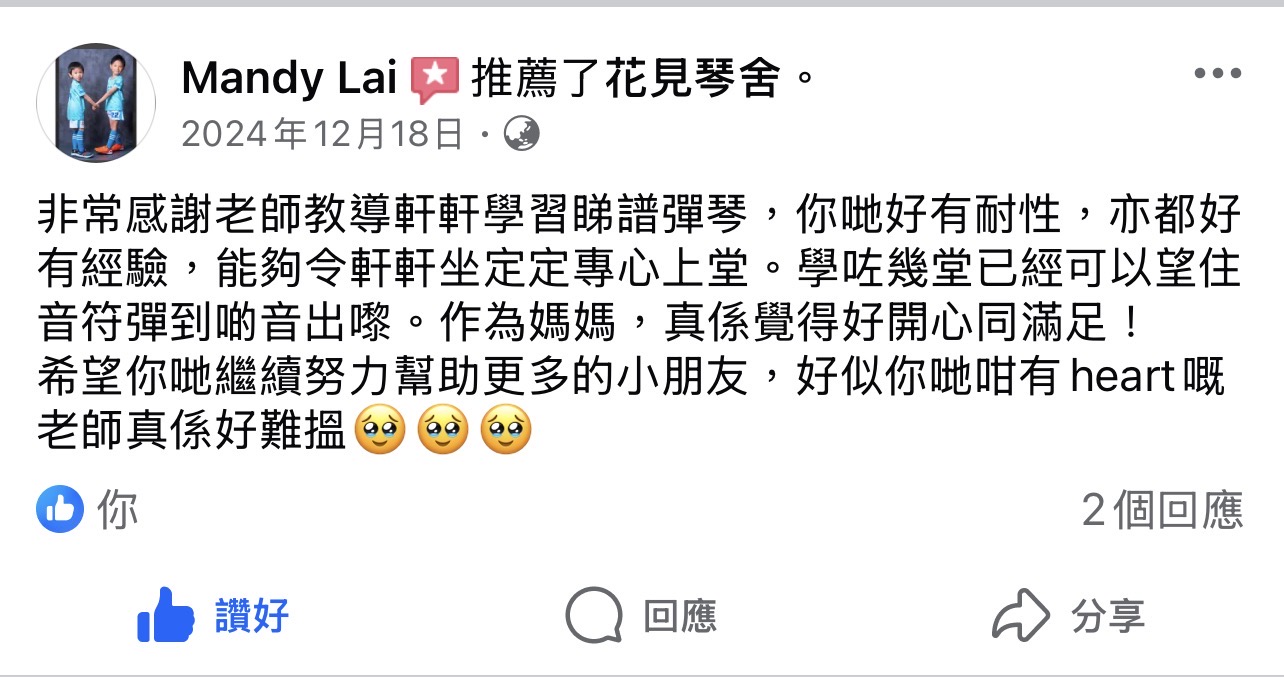 Mandy Lai 推薦了花見琴舍。
2024年12月18日 ·
非常感謝老師教導軒軒學習睇譜彈琴，你哋好有耐性，亦都好
有經驗，能夠令軒軒坐定定專心上堂。學咗幾堂已經可以望住
音符彈到啲音出嚟。作為媽媽，真係覺得好開心同滿足！
希望你哋繼續努力幫助更多的小朋友，好似你哋咁有heart嘅
老師真係好難搵🥹🥹🥹
你
2個回應
讚好
回應
分享